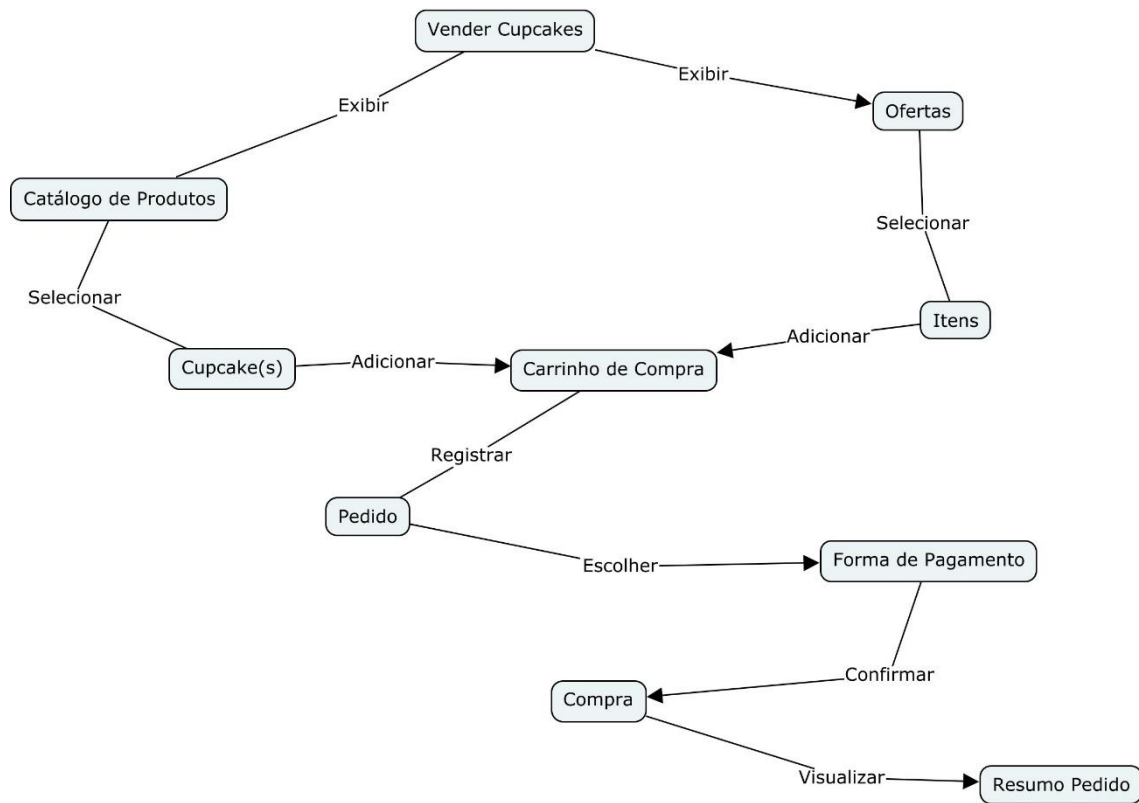 Vender Cupcakes
Exibir
Exibir
Ofertas
Catálogo de Produtos
Selecionar
Selecionar
Itens
Adicionar
Cupcake(s)
Adicionar
Carrinho de Compra
Registrar
Pedido
Escolher
Forma de Pagamento
Confirmar
Compra
Visualizar
Resumo Pedido